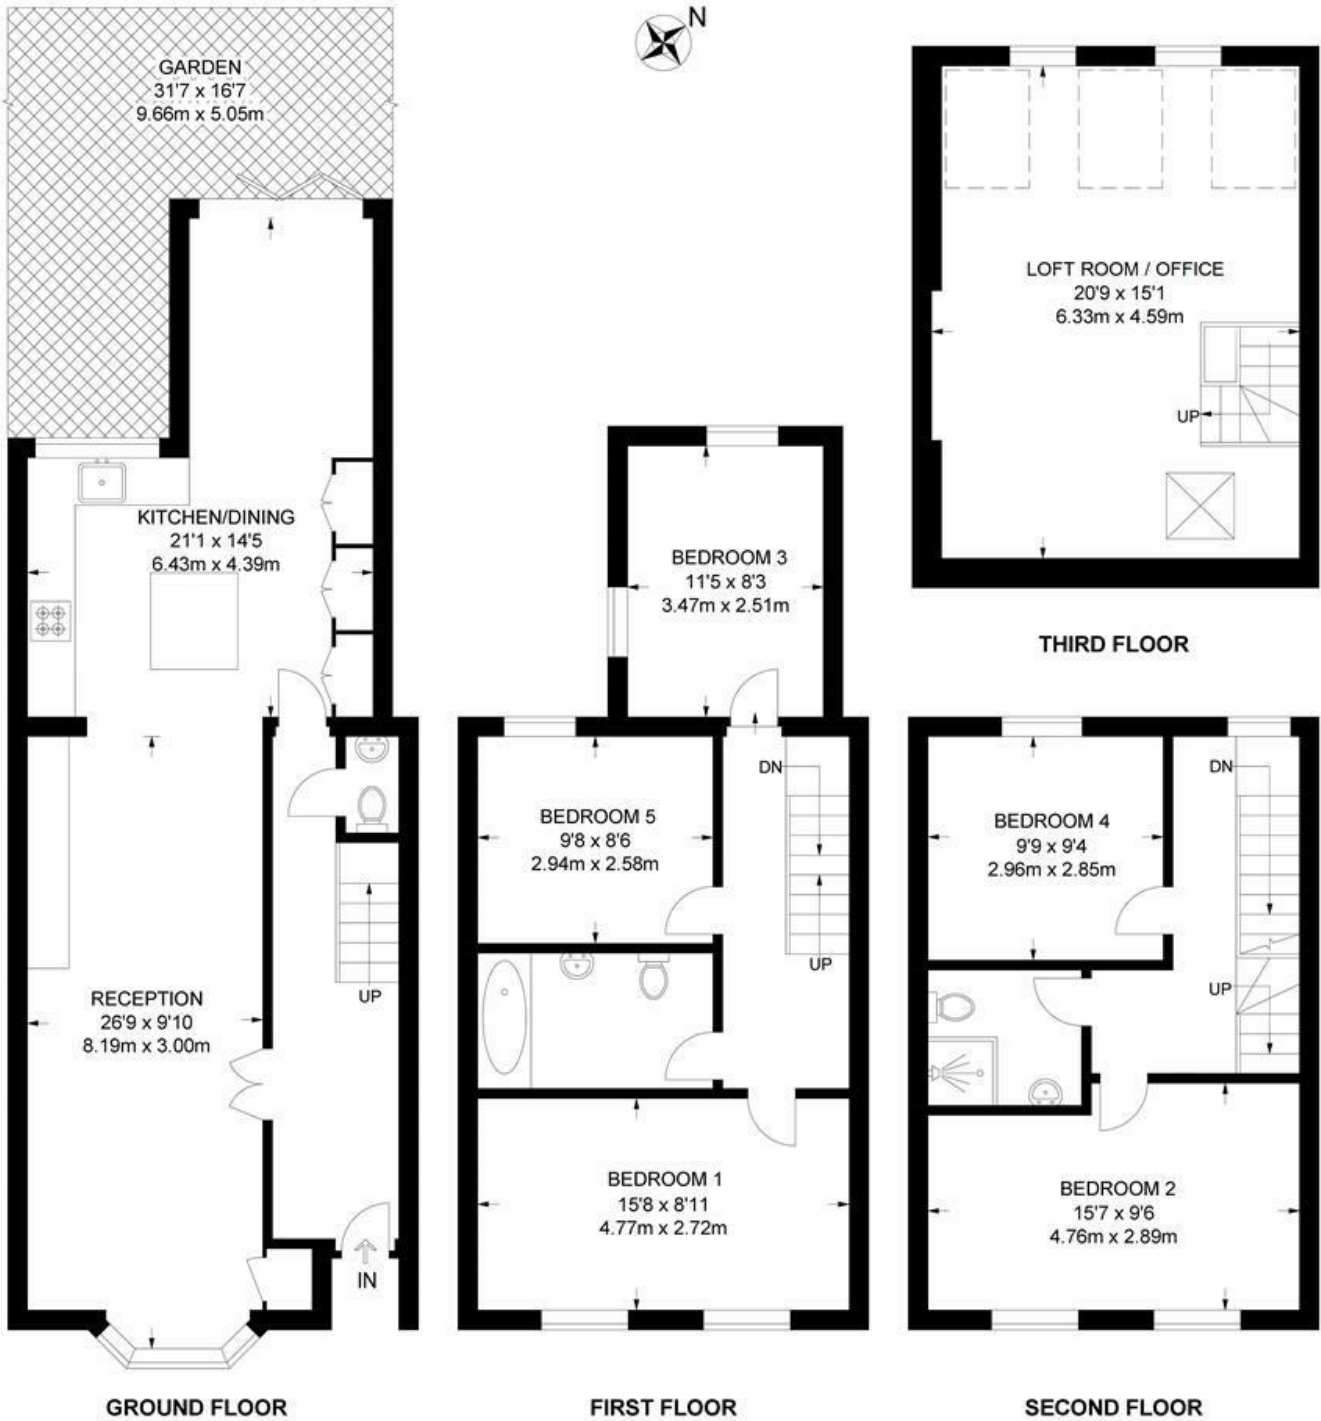 N
GARDEN
31'7 x 16'7
9.66m x 5.05m
KITCHEN/DINING
21'1 x 14'5
6.43m x 4.39m
RECEPTION
26'9 x 9'10
8.19m x 3.00m
UP
IN
GROUND FLOOR
BEDROOM 3
11'5 x 8'3
3.47m x 2.51m
DN
BEDROOM 5
9'8 x 8'6
2.94m x 2.58m
UP
BEDROOM 1
15'8 x 8'11
4.77m x 2.72m
FIRST FLOOR
LOFT ROOM / OFFICE
20'9 x 15'1
6.33m x 4.59m
UP
THIRD FLOOR
DN
BEDROOM 4
9'9 x 9'4
2.96m x 2.85m
UP
BEDROOM 2
15'7 x 9'6
4.76m x 2.89m
SECOND FLOOR